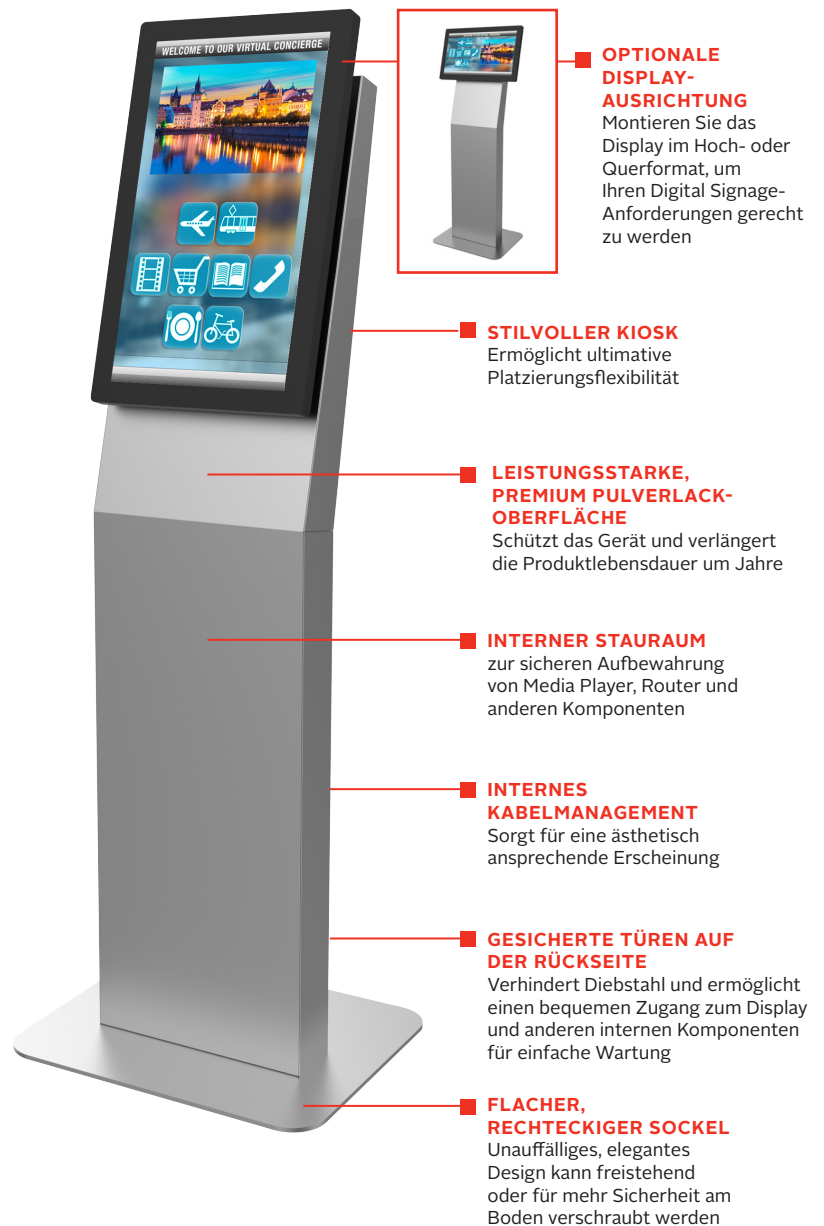 WELCOME TO OUR VIRTUAL CONCIERGE
OPTIONALE
DISPLAY-
AUSRICHTUNG
Montieren Sie das
Display im Hoch- oder
Querformat, um
Ihren Digital Signage-
Anforderungen gerecht
zu werden
STILVOLLER KIOSK
Ermöglicht ultimative
Platzierungsflexibilität
LEISTUNGSSTARKE,
PREMIUM PULVERLACK-
OBERFLÄCHE
Schützt das Gerät und verlängert
die Produktlebensdauer um Jahre
INTERNER STAURAUM
zur sicheren Aufbewahrung
von Media Player, Router und
anderen Komponenten
INTERNES
KABELMANAGEMENT
Sorgt für eine ästhetisch
ansprechende Erscheinung
GESICHERTE TÜREN AUF
DER RÜCKSEITE
Verhindert Diebstahl und ermöglicht
einen bequemen Zugang zum Display
und anderen internen Komponenten
für einfache Wartung
FLACHER,
RECHTECKIGER SOCKEL
Unauffälliges, elegantes
Design kann freistehend
oder für mehr Sicherheit am
Boden verschraubt werden